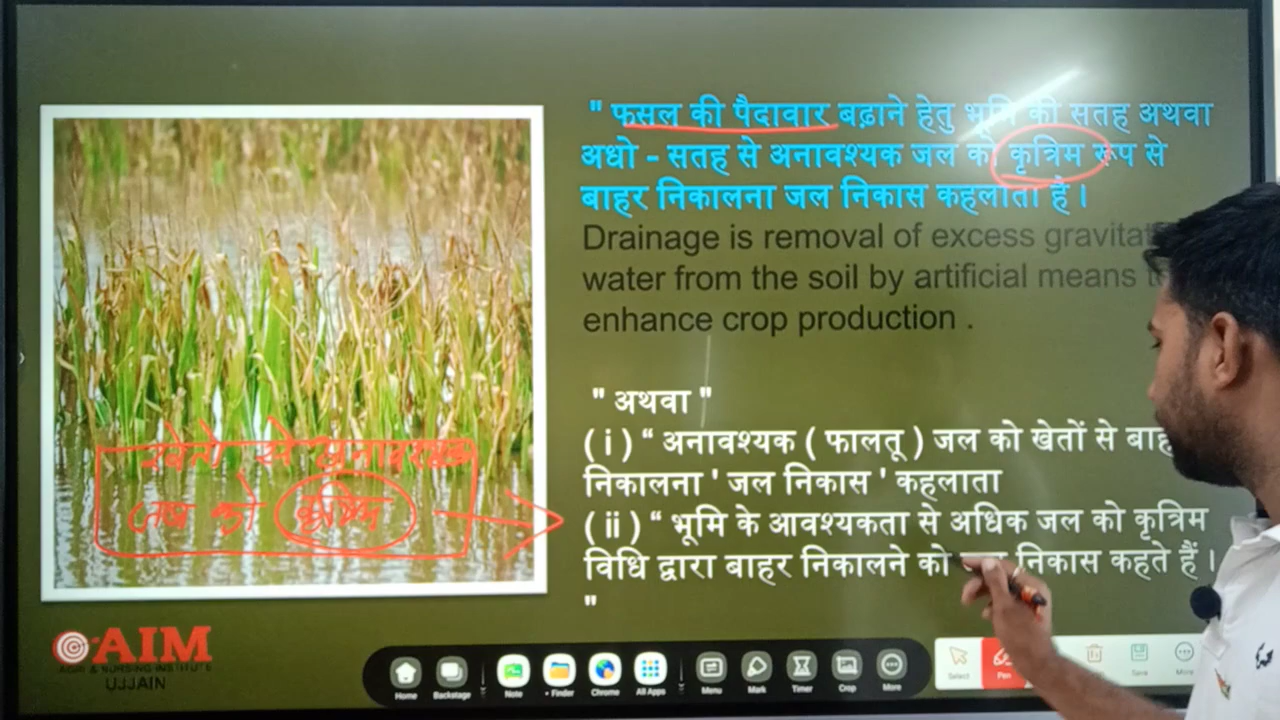 " फसल की पैदावार बढ़ाने हेतु भूमि की सतह अथवा
अधो - सतह से अनावश्यक जल को कृत्रिम रूप से
बाहर निकालना जल निकास कहलाता है ।
Drainage is removal of excess
water from the soil by artificial means
enhance crop production .
" अथवा "
( i ) “ अनावश्यक ( फालतू ) जल को खेतों से
निकालना ' जल निकास ' कहलाता
( ii ) “ भूमि के आवश्यकता से अधिक जल को कृत्रिम
विधि द्वारा बाहर निकालने को निकास कहते हैं ।
"
खेतो से अनावश्यक
जल को कृत्रिम
AIM
AGRI & NURSING INSTITUTE
UJJAIN
Home
Backstage
Note
Finder
Chrome
All Apps
Menu
Mark
Timer
Crop
More
Select
Pen
Save
More